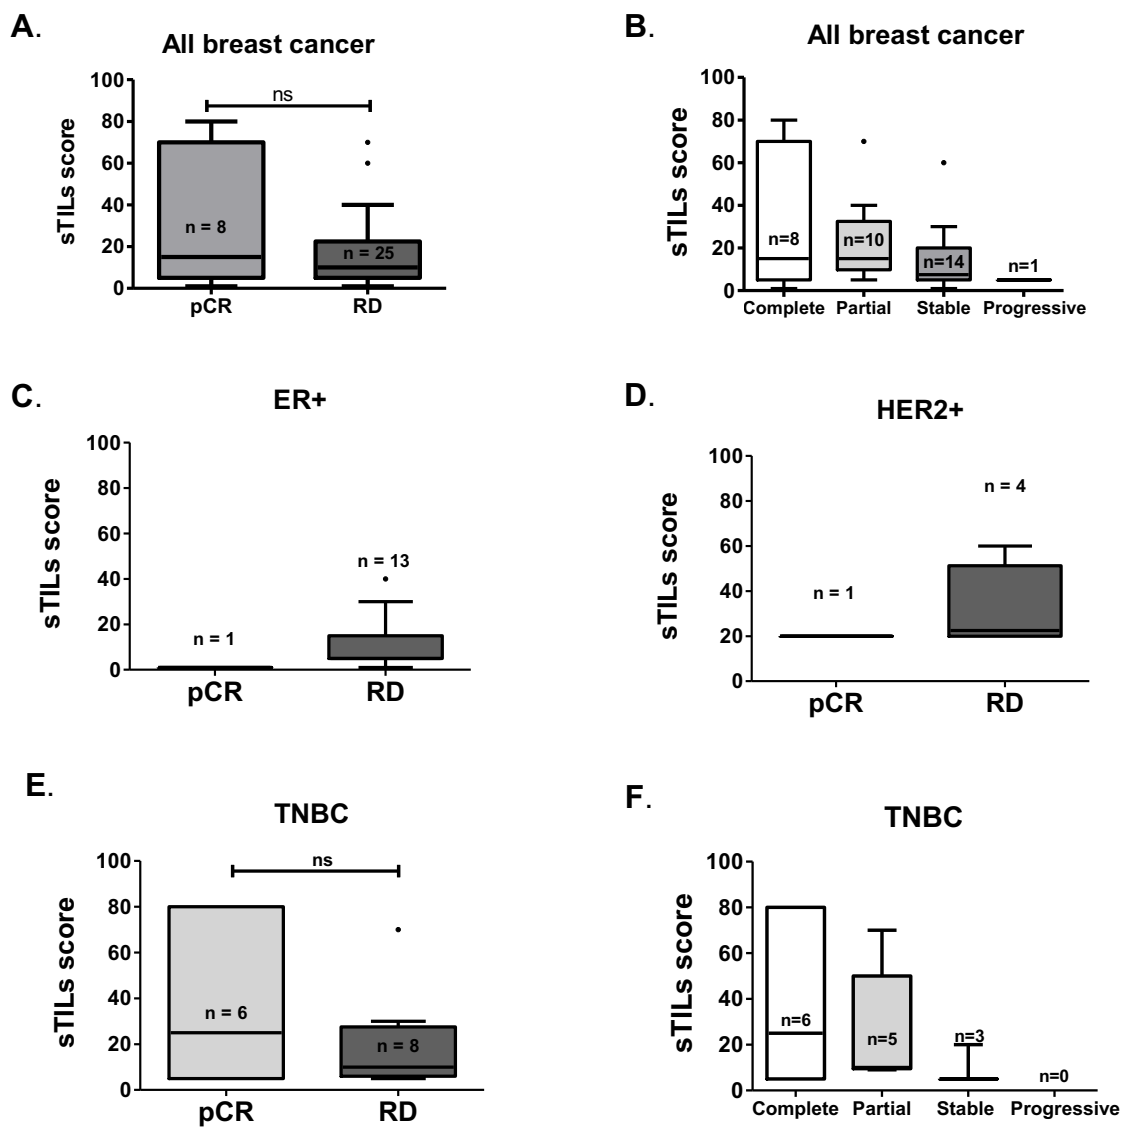 A.
All breast cancer
sTILs score
100
80
60
40
20
0
ns
n = 8
n = 25
pCR
RD
B.
All breast cancer
sTILs score
100
80
60
40
20
0
n=8
n=10
n=14
n=1
Complete
Partial
Stable
Progressive
C.
ER+
sTILs score
100
80
60
40
20
0
n = 1
n = 13
pCR
RD
D.
HER2+
sTILs score
100
80
60
40
20
0
n = 1
n = 4
pCR
RD
E.
TNBC
sTILs score
100
80
60
40
20
0
ns
n = 6
n = 8
pCR
RD
F.
TNBC
sTILs score
100
80
60
40
20
0
n=6
n=5
n=3
n=0
Complete
Partial
Stable
Progressive